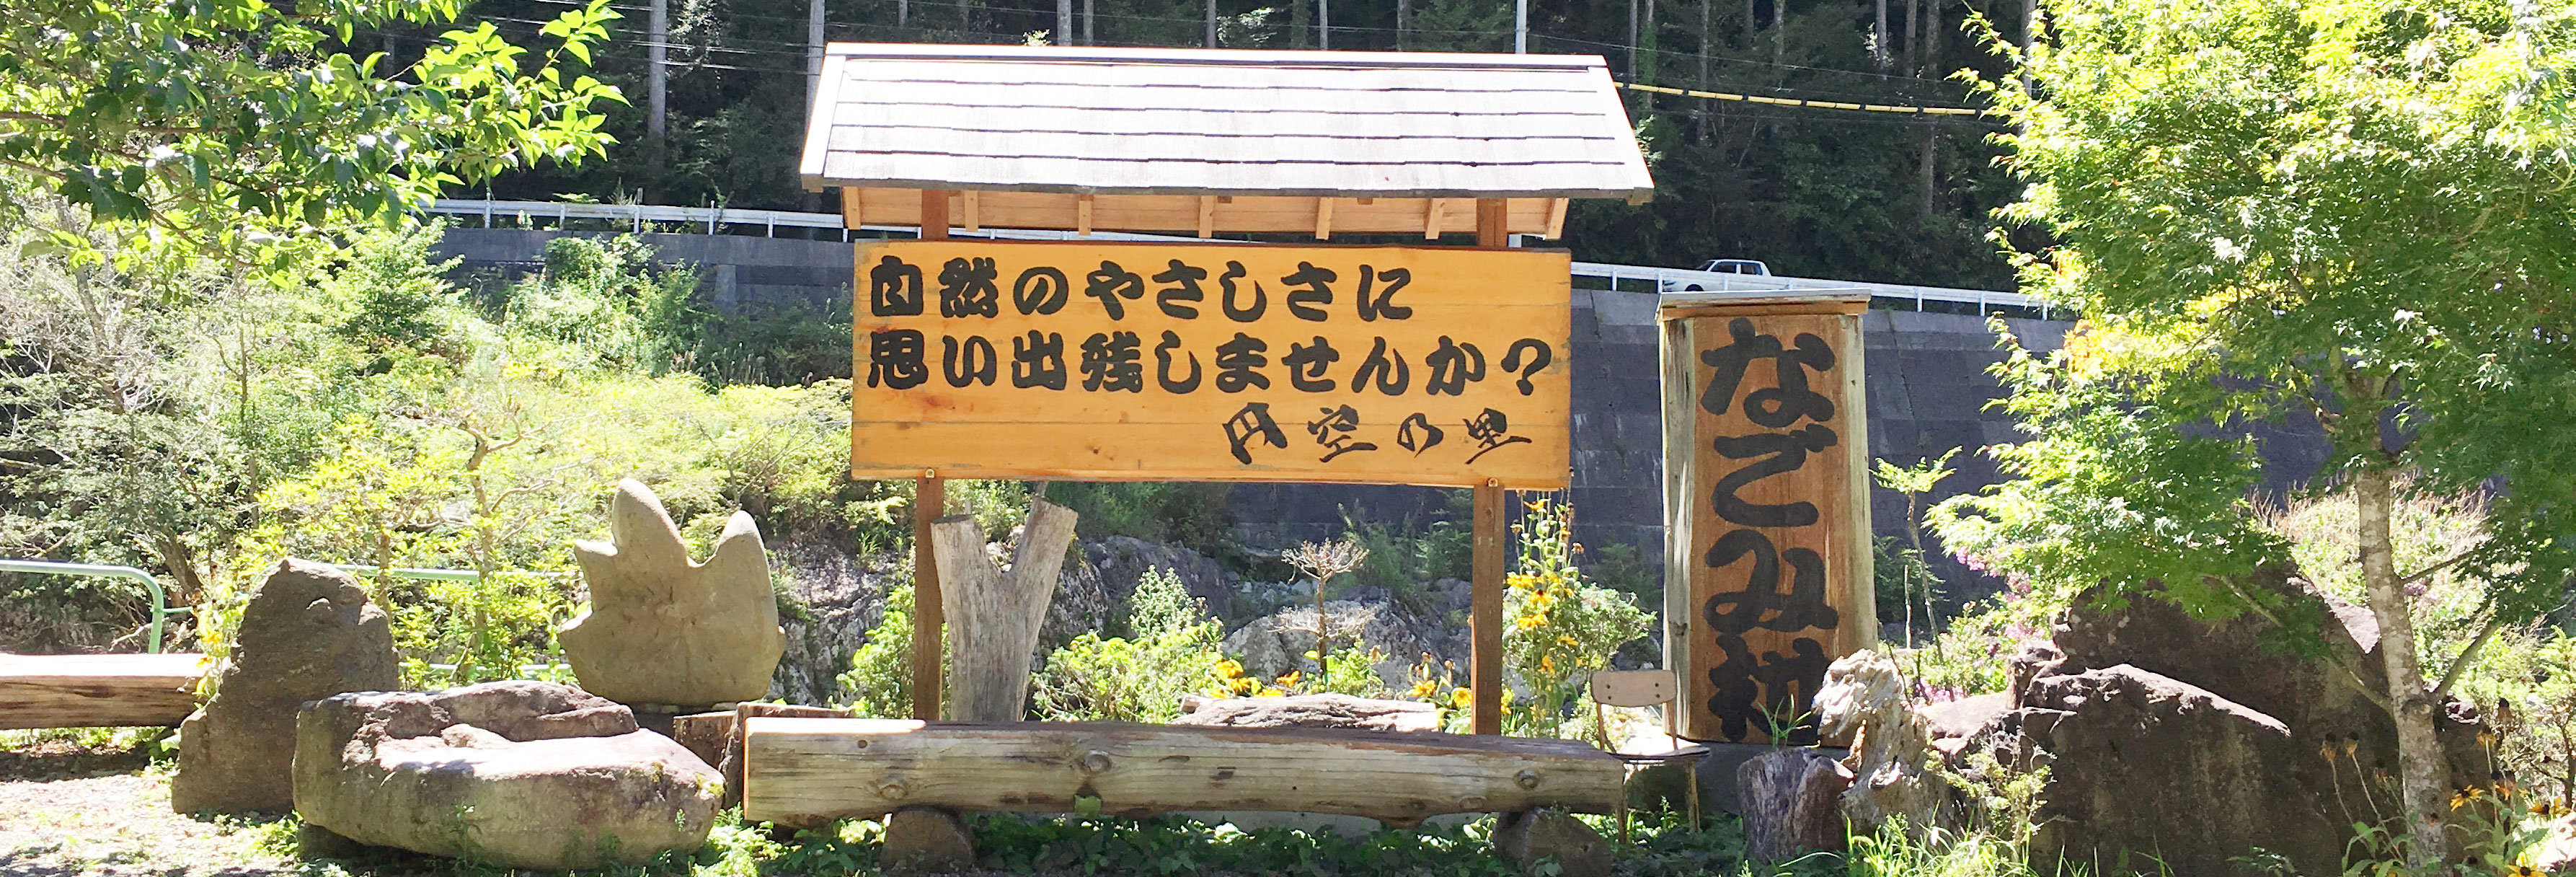 自然のやさしさに
思い出残しませんか？
円空の里
なごみ村